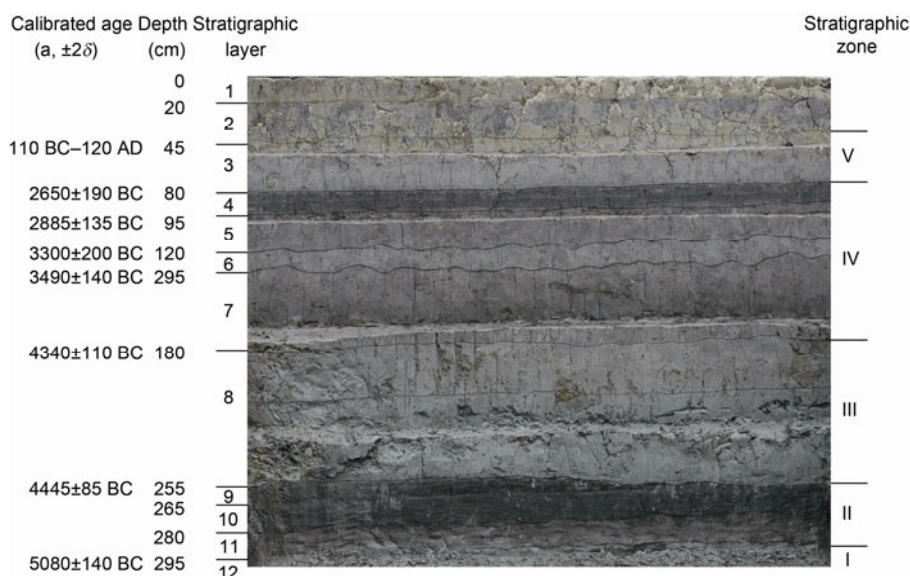 Calibrated age Depth Stratigraphic
(a, ±2δ) (cm) layer
Stratigraphic
zone
0
1
20
2
110 BC–120 AD 45
V
3
2650±190 BC 80
4
2885±135 BC 95
5
3300±200 BC 120
IV
6
3490±140 BC 295
7
4340±110 BC 180
8
III
4445±85 BC 255
9
265
10
II
280
11
I
5080±140 BC 295
12